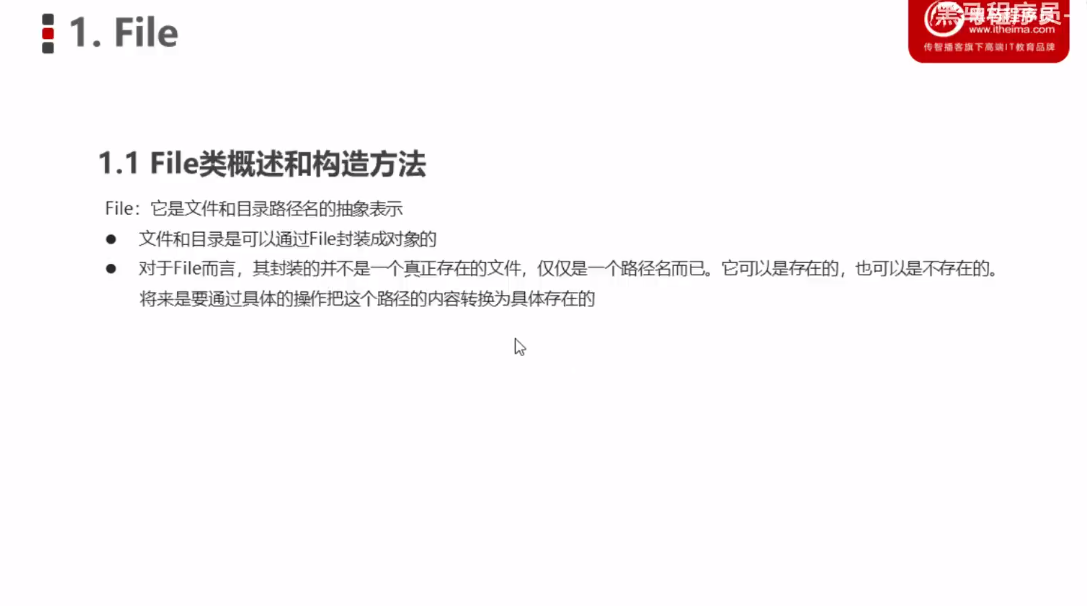 1. File
黑马程序员
www.itheima.com
传智播客旗下高端IT教育品牌
1.1 File类概述和构造方法
File：它是文件和目录路径名的抽象表示
● 文件和目录是可以通过File封装成对象的
● 对于File而言，其封装的并不是一个真正存在的文件，仅仅是一个路径名而已。它可以是存在的，也可以是不存在的。
将来是要通过具体的操作把这个路径的内容转换为具体存在的